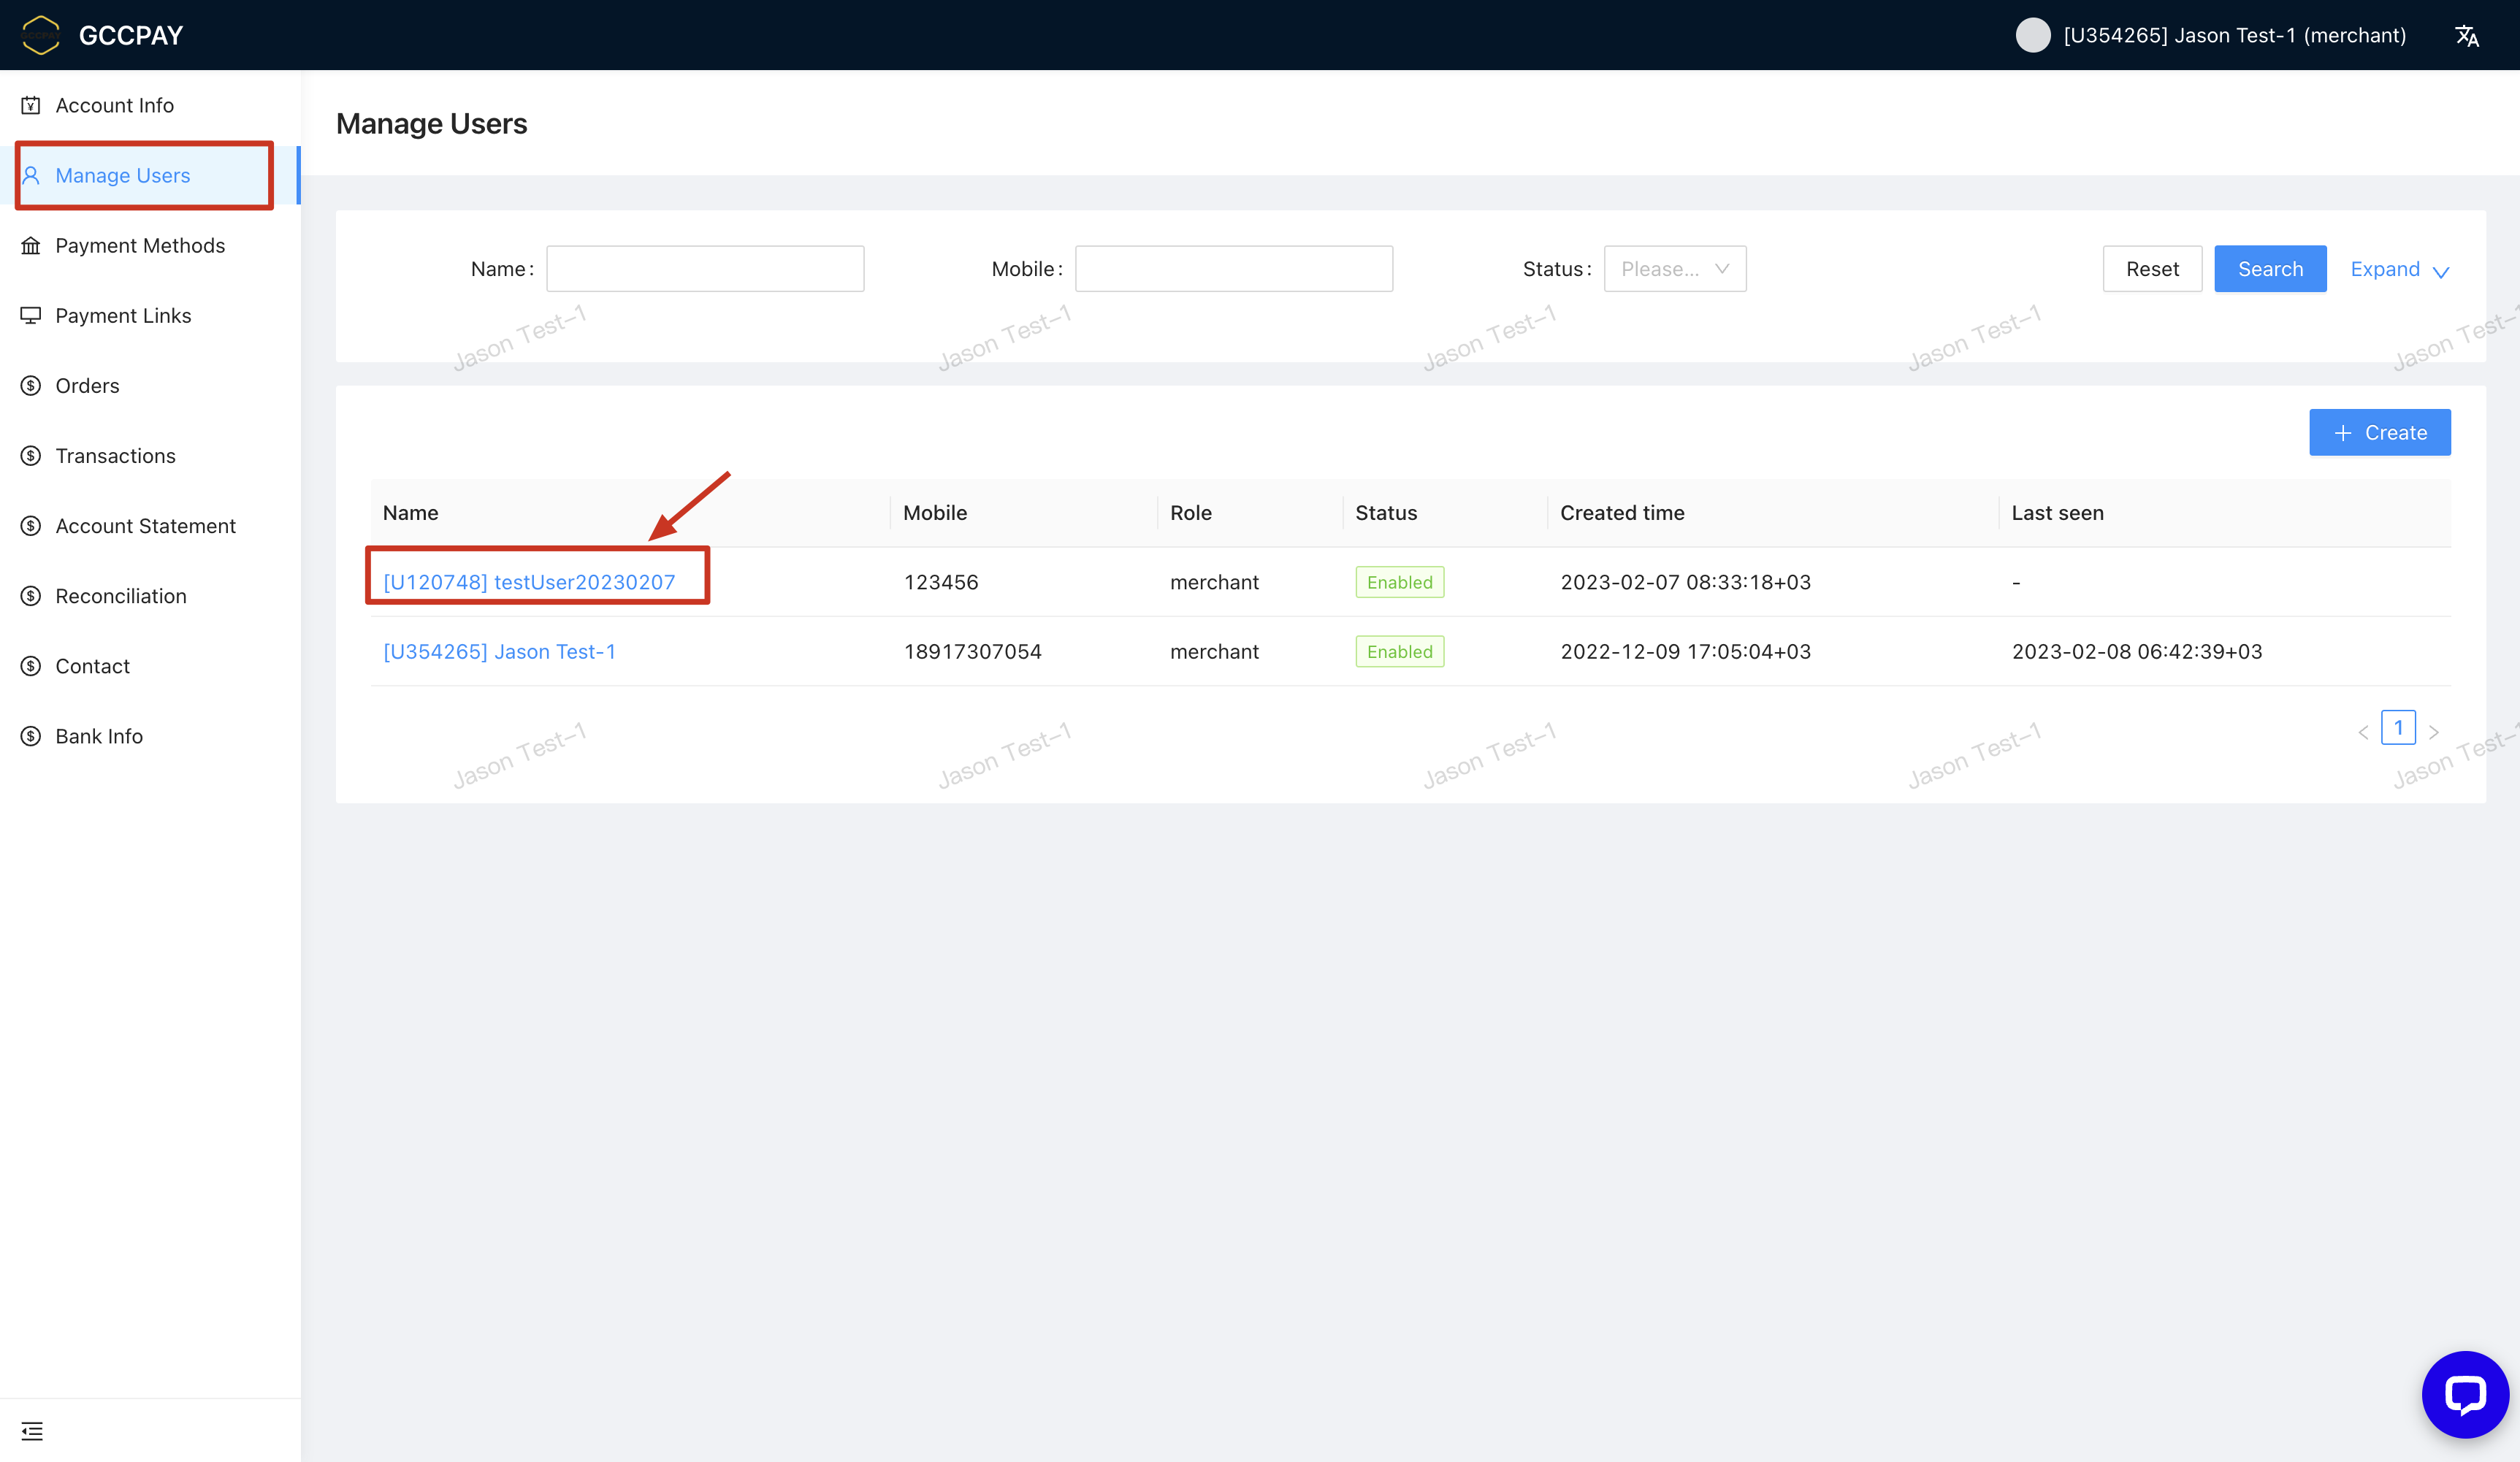 GCCPAY
[U354265] Jason Test-1 (merchant)
Account Info
Manage Users
Payment Methods
Payment Links
Orders
Transactions
Account Statement
Reconciliation
Contact
Bank Info
Manage Users
Name:
Mobile:
Status: Please...
Reset
Search
Expand
Jason Test-1 Jason Test-1 Jason Test-1 Jason Test-1 Jason Test-1
+ Create
Name Mobile Role Status Created time Last seen
[U120748] testUser20230207 123456 merchant Enabled 2023-02-07 08:33:18+03 -
[U354265] Jason Test-1 18917307054 merchant Enabled 2022-12-09 17:05:04+03 2023-02-08 06:42:39+03
< 1 >
Jason Test-1 Jason Test-1 Jason Test-1 Jason Test-1 Jason Test-1